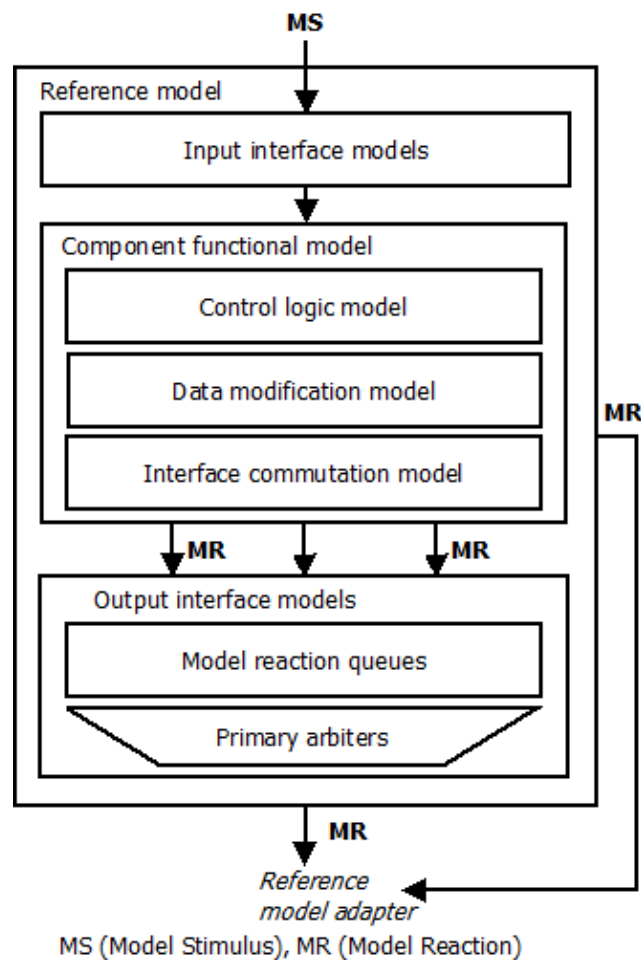 MS
Reference model
Input interface models
Component functional model
Control logic model
Data modification model
MR
Interface commutation model
MR
MR
Output interface models
Model reaction queues
Primary arbiters
MR
Reference
model adapter
MS (Model Stimulus), MR (Model Reaction)